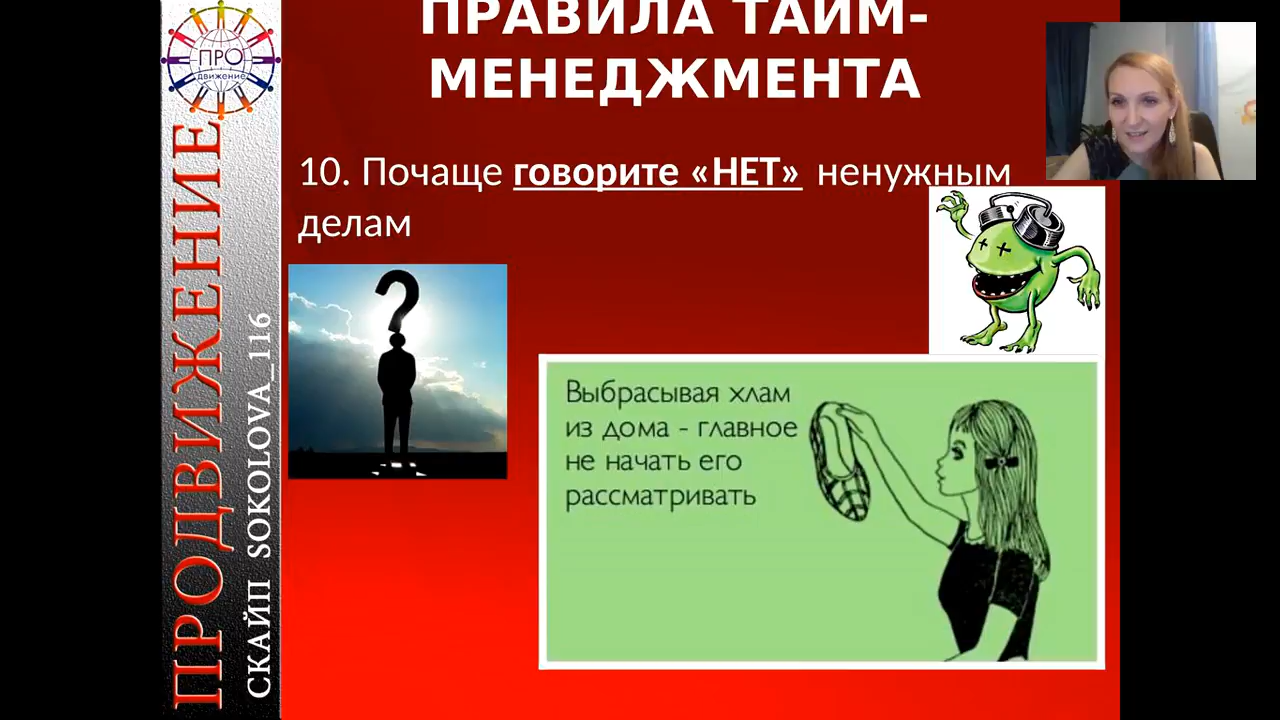 ПРАВИЛА ТАЙМ-
МЕНЕДЖМЕНТА
10. Почаще говорите «НЕТ» ненужным
делам
Выбрасывая хлам
из дома - главное
не начать его
рассматривать
ПРО
движение
ПРОДВИЖЕНИЕ
СКАЙП SOKOLOVA_116